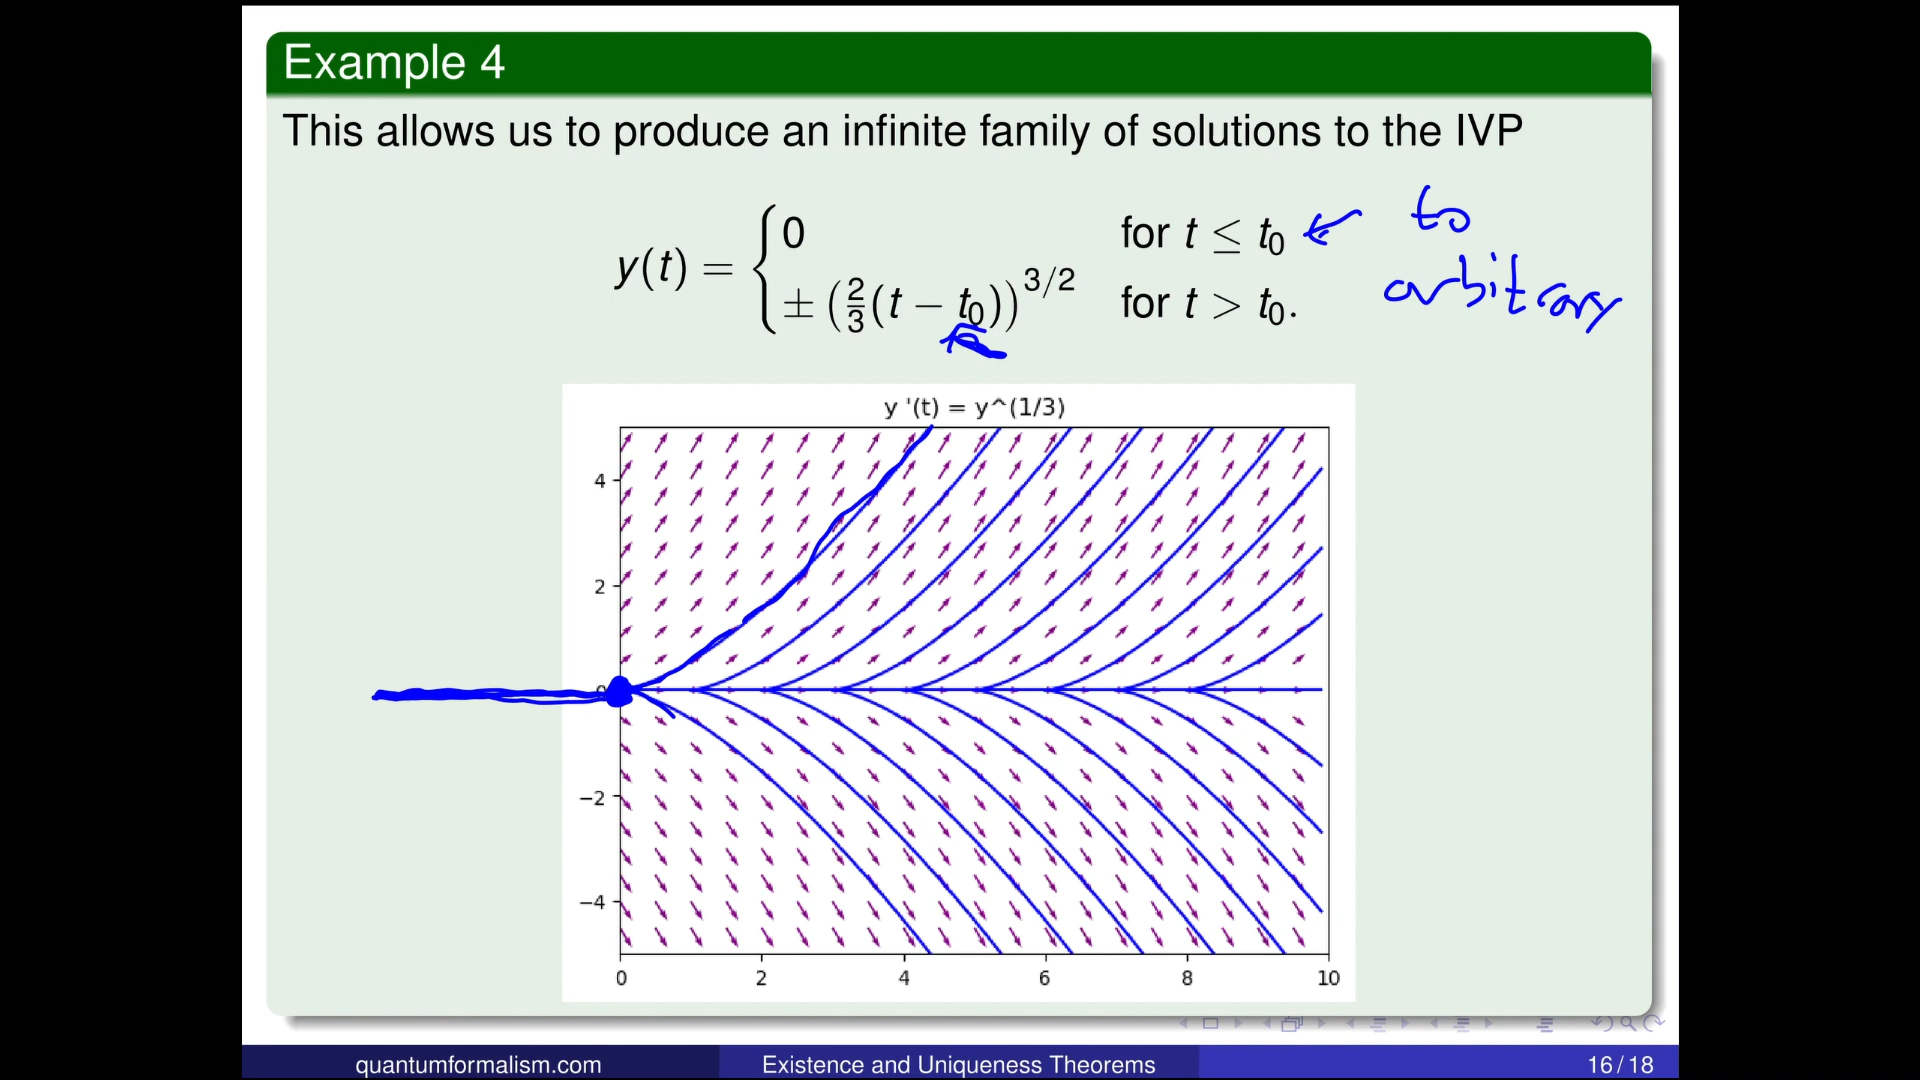 Example 4
This allows us to produce an infinite family of solutions to the IVP
y(t) = { 0 for t ≤ t₀
± (2/3(t − t₀))^{3/2} for t > t₀.
to
arbitrary
y '(t) = y^(1/3)
4
2
0
−2
−4
0 2 4 6 8 10
quantumformalism.com Existence and Uniqueness Theorems 16 / 18